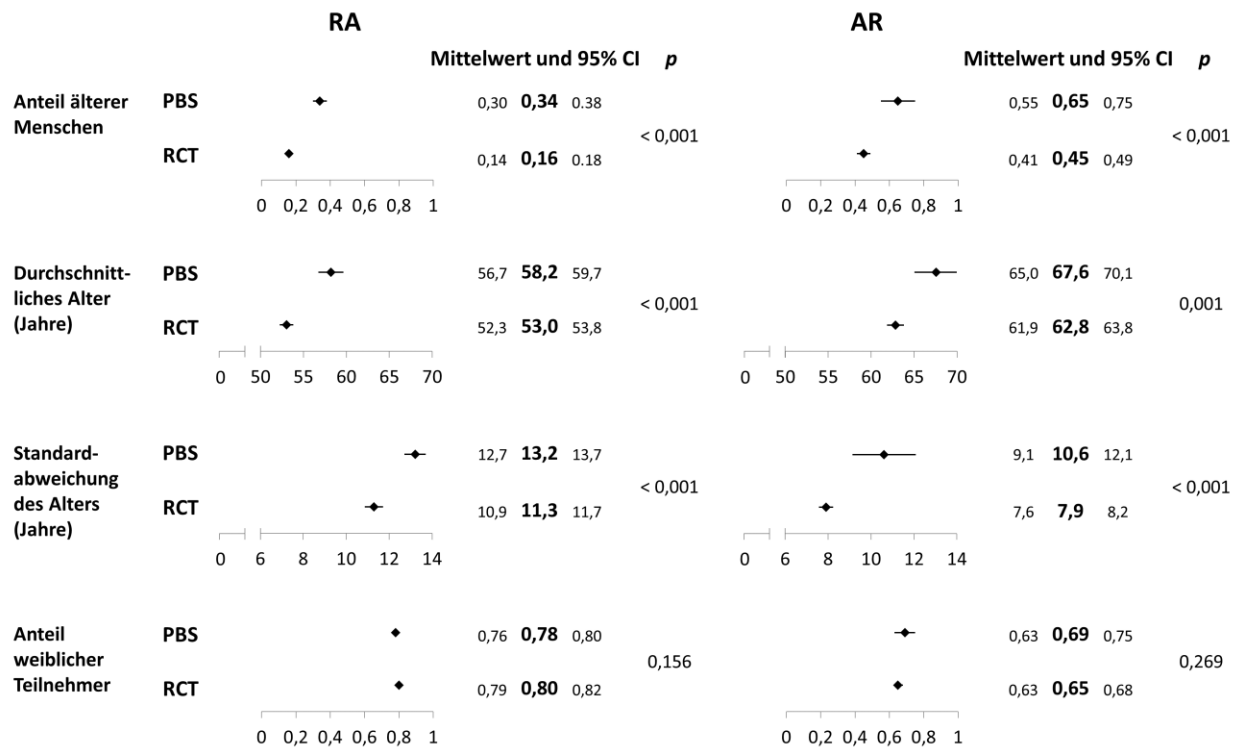 RA AR
Mittelwert und 95% CI p Mittelwert und 95% CI p
Anteil älterer
Menschen
PBS 0,30 0,34 0.38 0,55 0,65 0,75
< 0,001 < 0,001
RCT 0,14 0,16 0.18 0,41 0,45 0,49
0 0,2 0,4 0,6 0,8 1 0 0,2 0,4 0,6 0,8 1
Durchschnitt-
liches Alter
(Jahre)
PBS 56,7 58,2 59,7 65,0 67,6 70,1
< 0,001 0,001
RCT 52,3 53,0 53,8 61,9 62,8 63,8
0 50 55 60 65 70 0 50 55 60 65 70
Standard-
abweichung
des Alters
(Jahre)
PBS 12,7 13,2 13,7 9,1 10,6 12,1
< 0,001 < 0,001
RCT 10,9 11,3 11,7 7,6 7,9 8,2
0 6 8 10 12 14 0 6 8 10 12 14
Anteil
weiblicher
Teilnehmer
PBS 0,76 0,78 0,80 0,63 0,69 0,75
0,156 0,269
RCT 0,79 0,80 0,82 0,63 0,65 0,68
0 0,2 0,4 0,6 0,8 1 0 0,2 0,4 0,6 0,8 1